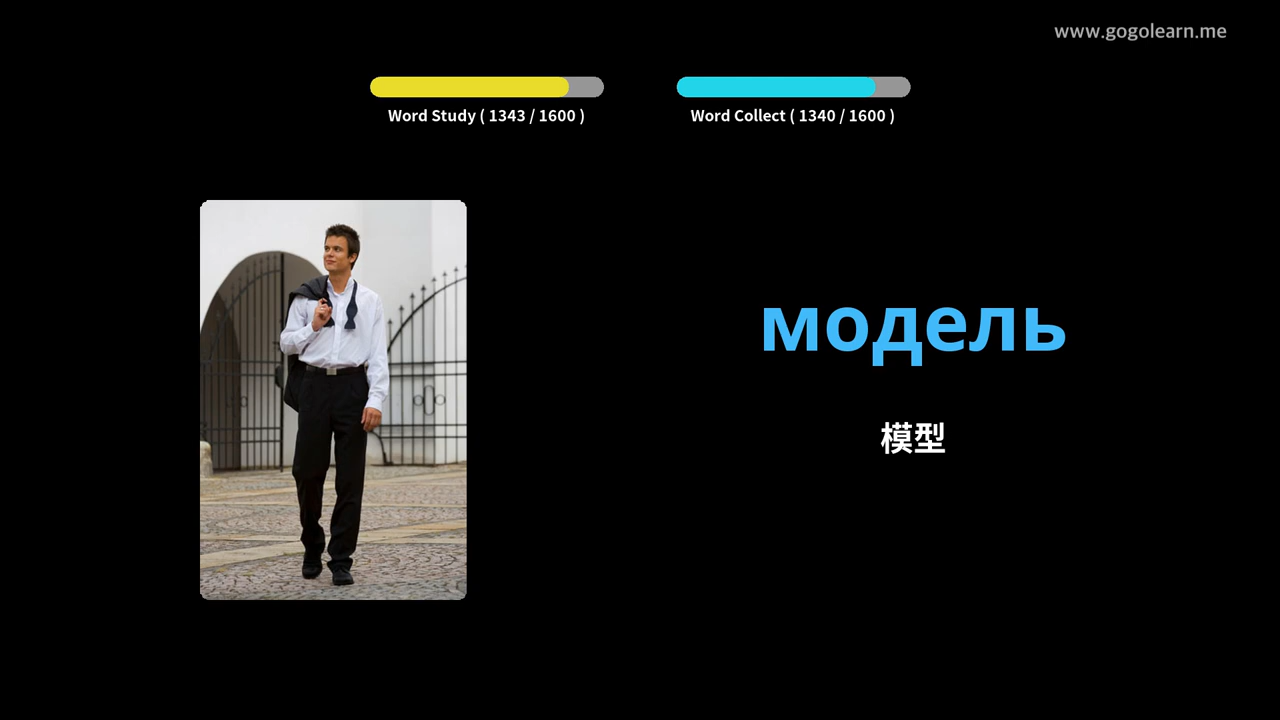 www.gogolearn.me
Word Study ( 1343 / 1600 )
Word Collect ( 1340 / 1600 )
модель
模型